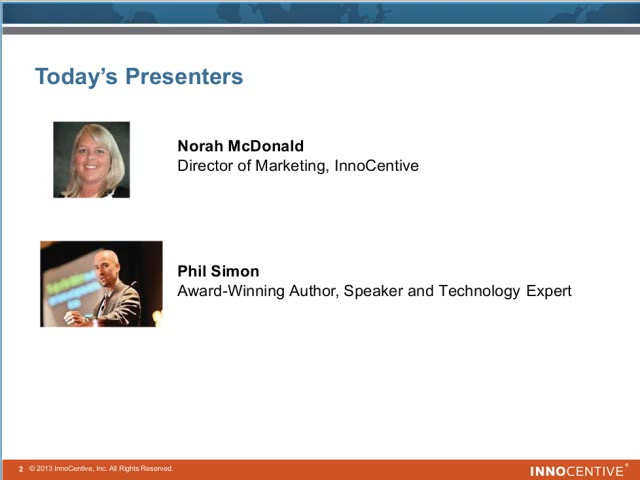 Today's Presenters
Norah McDonald
Director of Marketing, InnoCentive
Phil Simon
Award-Winning Author, Speaker and Technology Expert
2 © 2013 InnoCentive, Inc. All Rights Reserved.
INNOCENTIVE®